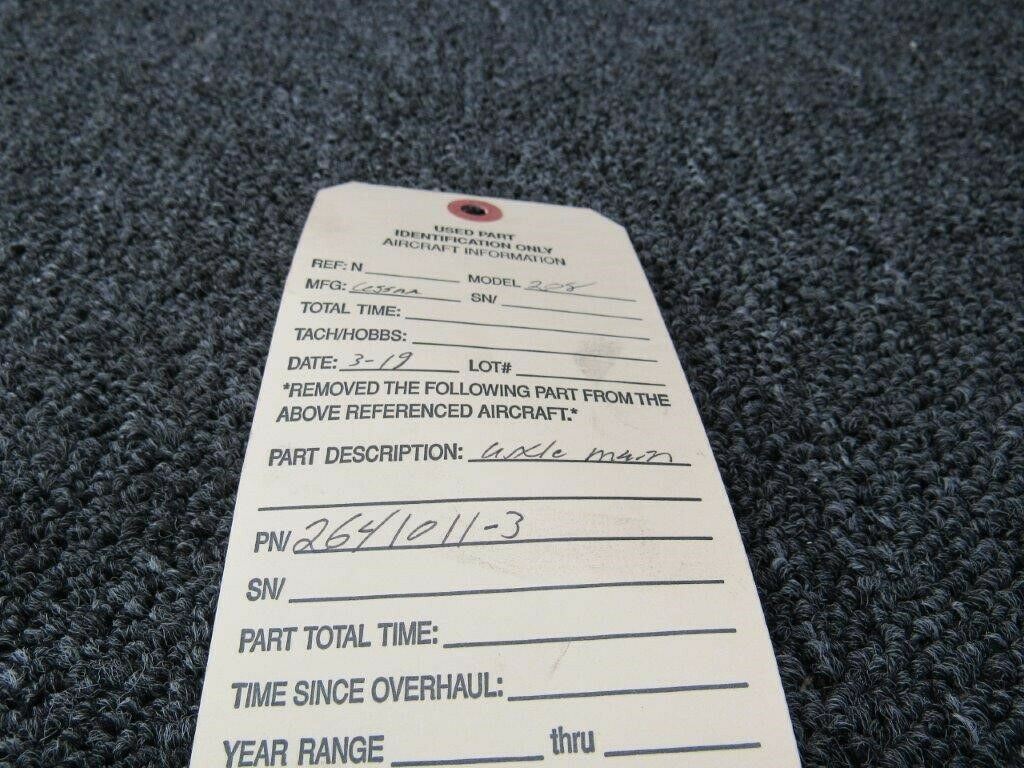 USED PART
IDENTIFICATION ONLY
AIRCRAFT INFORMATION
REF: N
MODEL 208
MFG: Cessna
SN/
TOTAL TIME:
TACH/HOBBS:
DATE: 3-19 LOT#
*REMOVED THE FOLLOWING PART FROM THE
ABOVE REFERENCED AIRCRAFT.*
PART DESCRIPTION: axle main
PN/ 2641011-3
SN/
PART TOTAL TIME:
TIME SINCE OVERHAUL:
YEAR RANGE thru